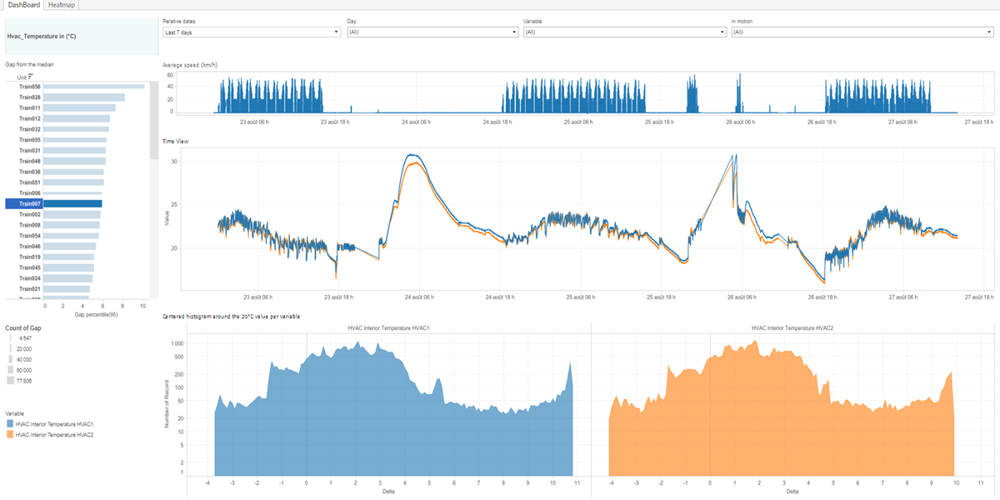 DashBoard
Heatmap
Hvac_Temperature in (°C)
Relative dates
Last 7 days
Day
(All)
Variable
(All)
In motion
(All)
Gap from the median
Unit
Train056
Train028
Train011
Train012
Train032
Train055
Train031
Train048
Train036
Train051
Train006
Train007
Train002
Train008
Train054
Train046
Train019
Train045
Train024
Train021
0 2 4 6 8 10
Gap percentile(95)
Count of Gap
4 547
20 000
40 000
60 000
77 806
Variable
HVAC Interior Temperature HVAC1
HVAC Interior Temperature HVAC2
Average speed (km/h)
60
40
20
0
23 août 06 h 23 août 18 h 24 août 06 h 24 août 18 h 25 août 06 h 25 août 18 h 26 août 06 h 26 août 18 h 27 août 06 h 27 août 18 h
Time View
Value
30
25
20
23 août 06 h 23 août 18 h 24 août 06 h 24 août 18 h 25 août 06 h 25 août 18 h 26 août 06 h 26 août 18 h 27 août 06 h 27 août 18 h
Centered histogram around the 20°C value per variable
HVAC Interior Temperature HVAC1 HVAC Interior Temperature HVAC2
Number of Record
1 000
500
200
100
50
20
10
5
2
1
-4 -3 -2 -1 0 1 2 3 4 5 6 7 8 9 10 11 -4 -3 -2 -1 0 1 2 3 4 5 6 7 8 9 10 11
Delta Delta